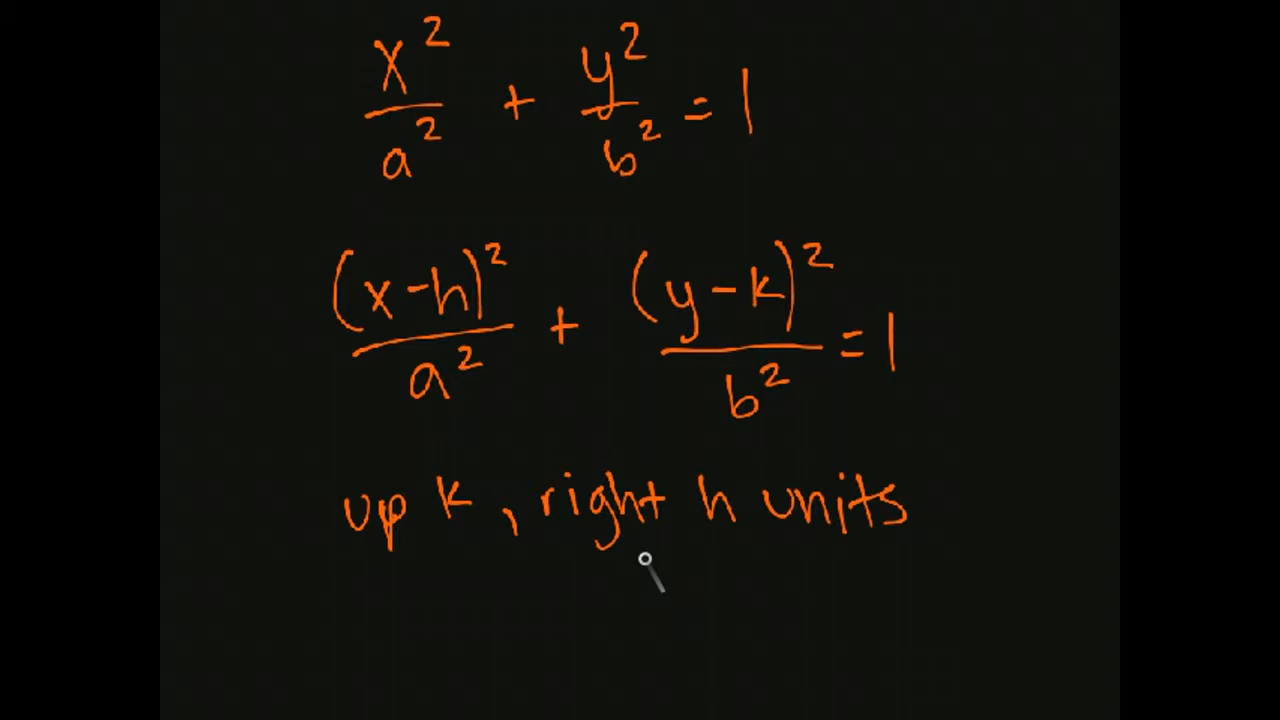 x²/a² + y²/b² = 1
(x-h)²/a² + (y-k)²/b² = 1
up k, right h units